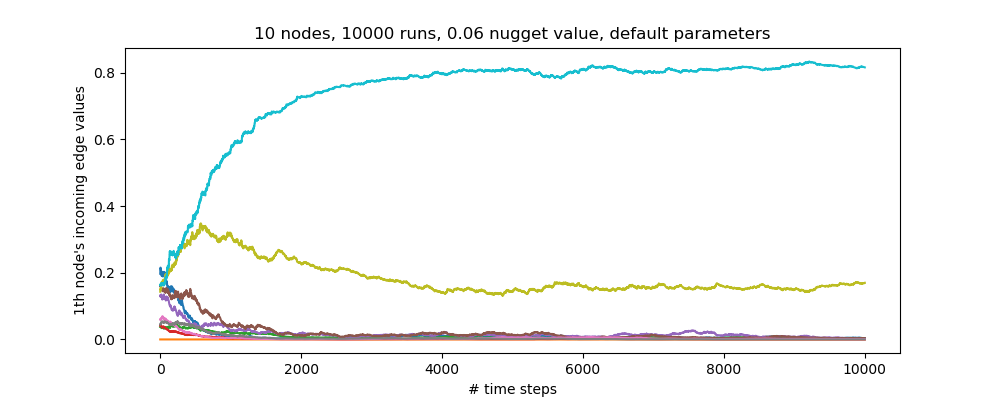 10 nodes, 10000 runs, 0.06 nugget value, default parameters
1th node's incoming edge values
0.8
0.6
0.4
0.2
0.0
0 2000 4000 6000 8000 10000
# time steps